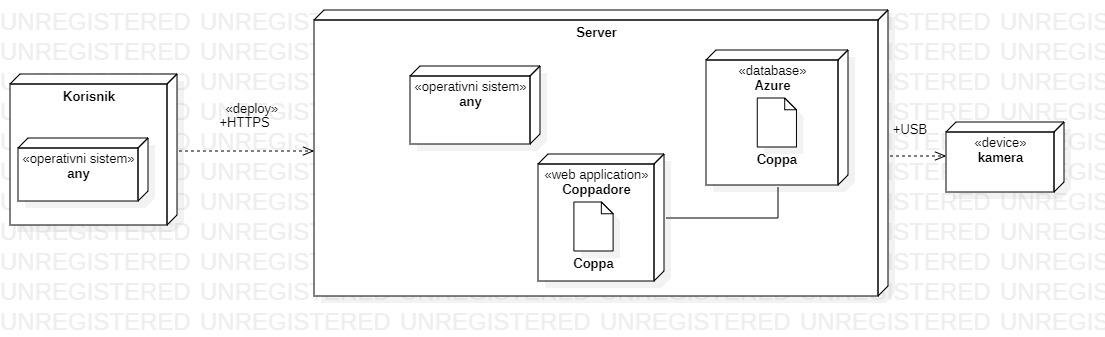 Server
Korisnik
«operativni sistem»
any
«deploy»
+HTTPS
«operativni sistem»
any
«web application»
Coppadore
Coppa
«database»
Azure
Coppa
+USB
«device»
kamera
UNREGISTERED UNREGISTERED UNREGISTERED UNREGISTERED UNREGISTERED UNREGIS